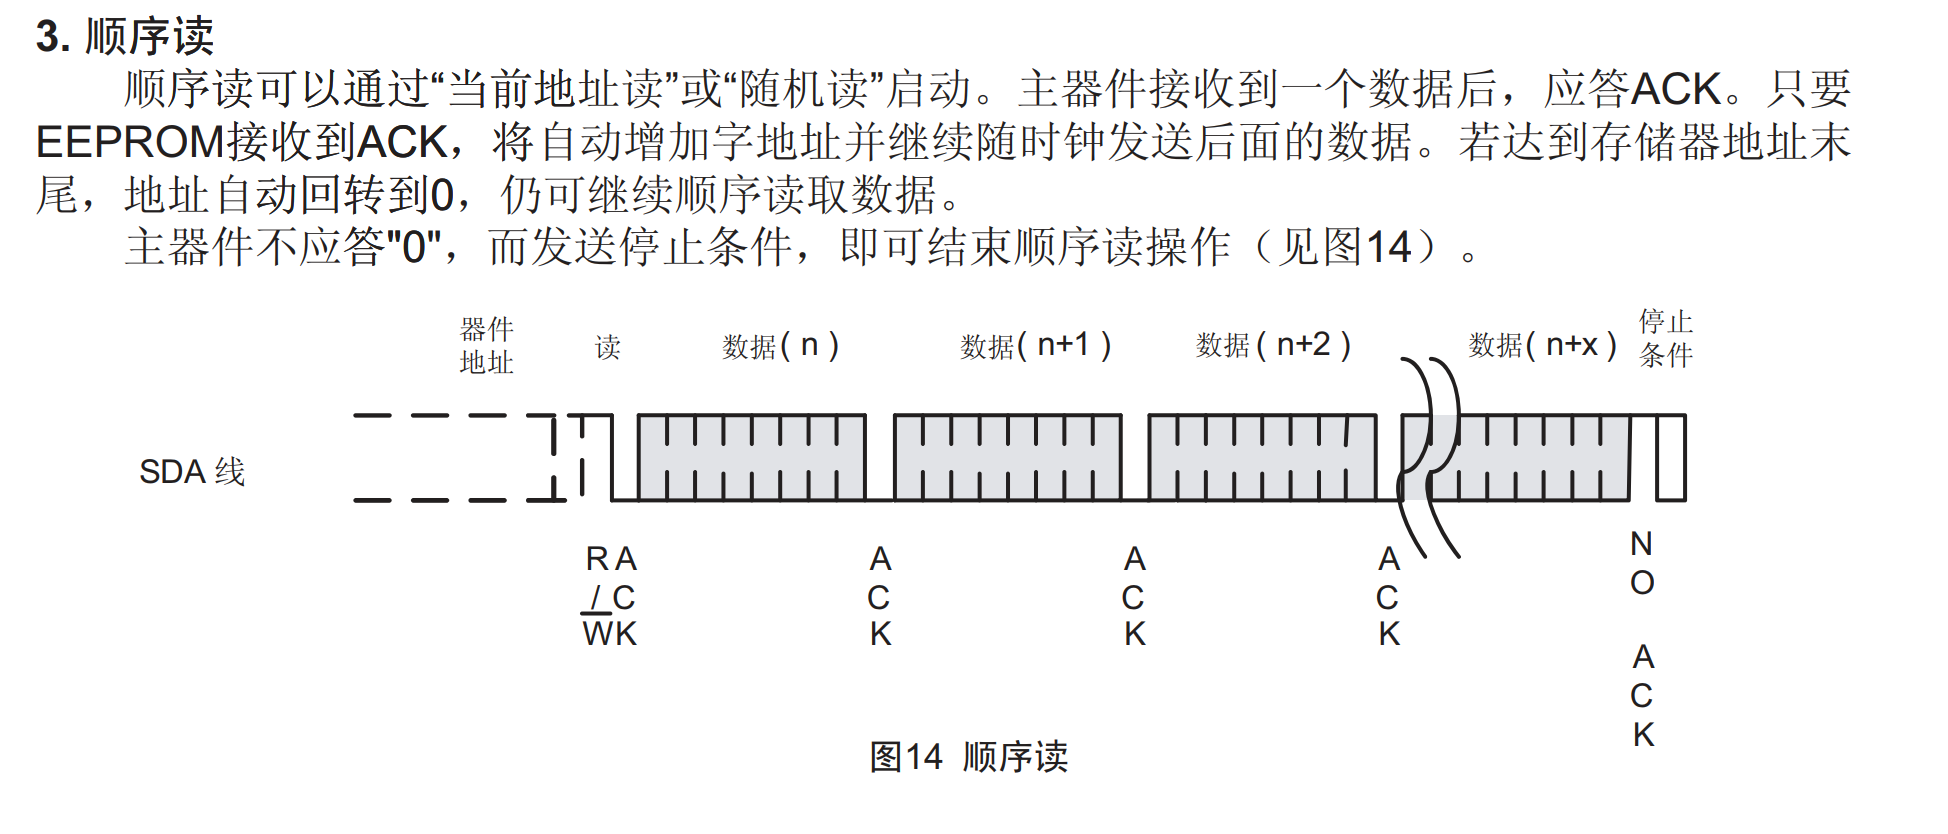 3. 顺序读
顺序读可以通过“当前地址读”或“随机读”启动。主器件接收到一个数据后，应答ACK。只要
EEPROM接收到ACK，将自动增加字地址并继续随时钟发送后面的数据。若达到存储器地址末
尾，地址自动回转到0，仍可继续顺序读取数据。
主器件不应答"0"，而发送停止条件，即可结束顺序读操作（见图14）。
器件
地址
读
数据( n )
数据( n+1 )
数据( n+2 )
数据( n+x )
停止
条件
SDA 线
R/W
ACK
ACK
ACK
ACK
NO ACK
图14 顺序读